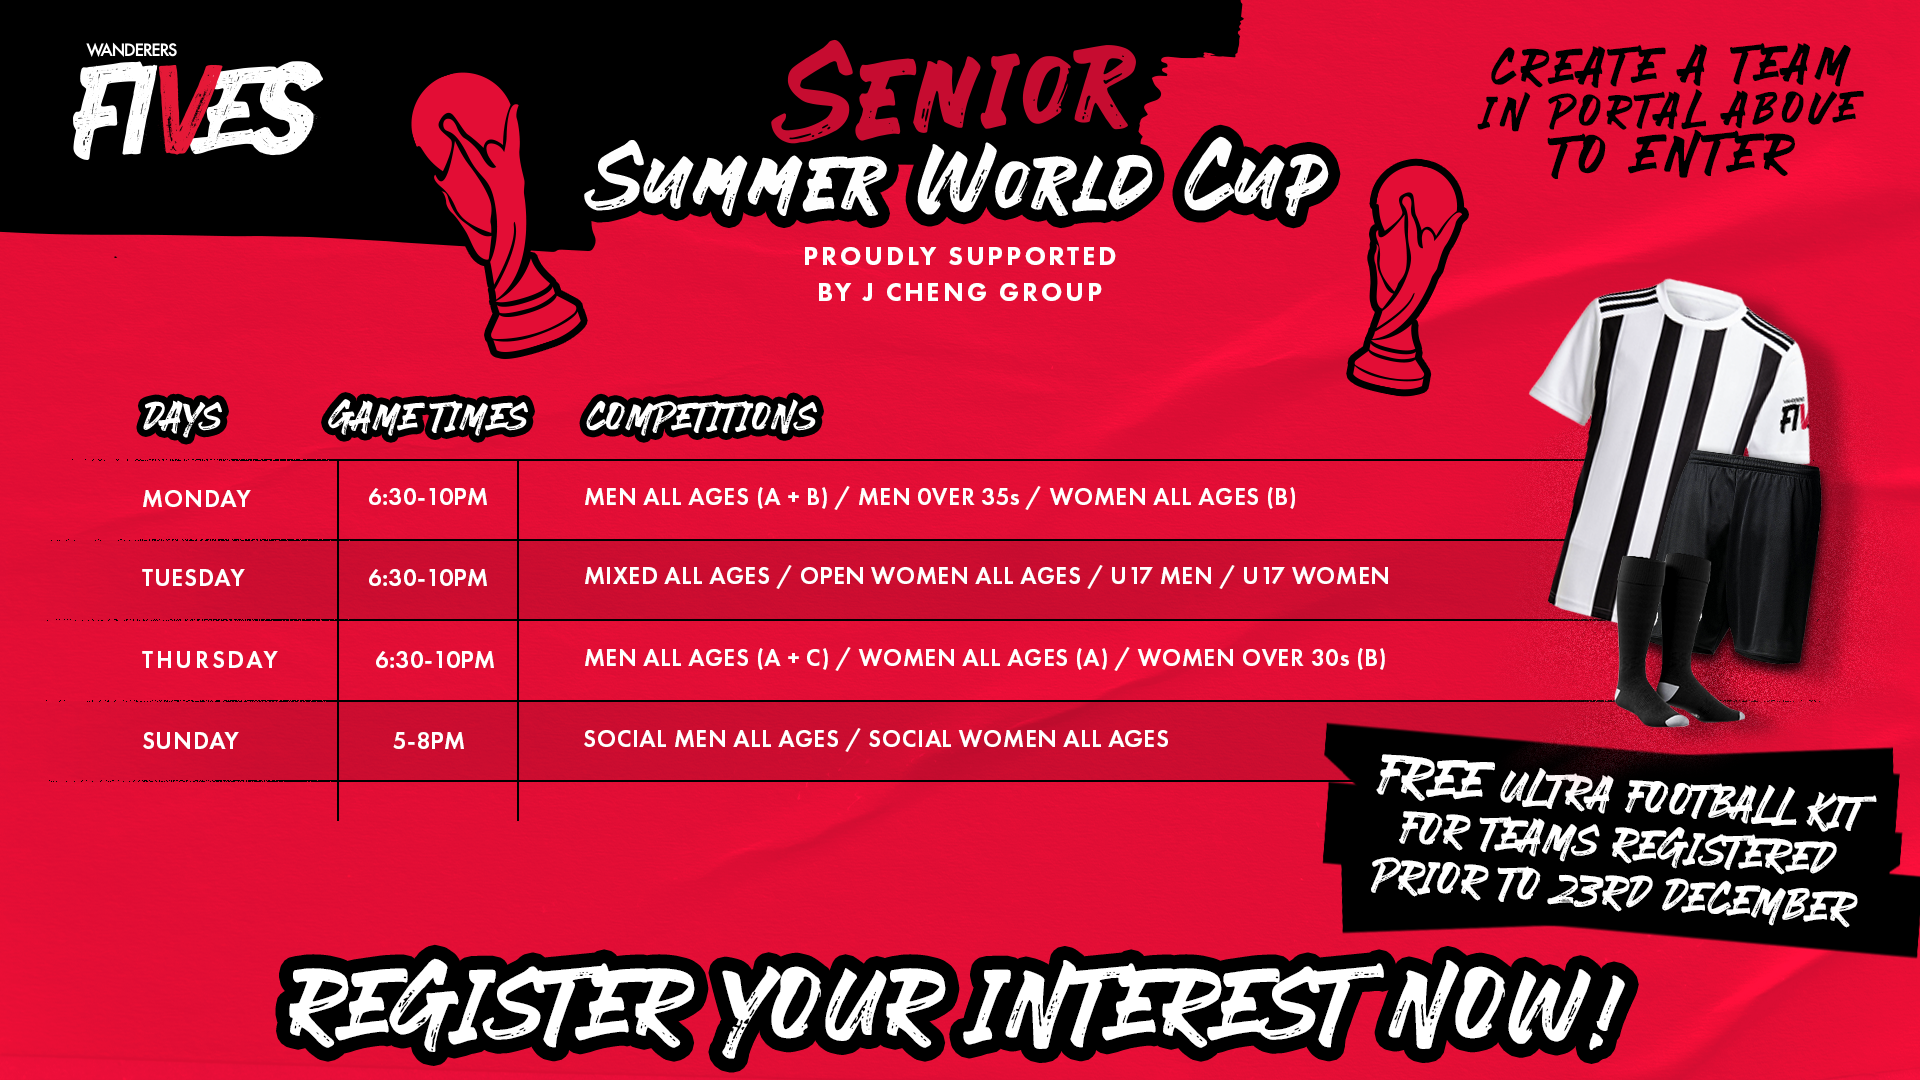 WANDERERS
FIVES
SENIOR
SUMMER WORLD CUP
PROUDLY SUPPORTED
BY J CHENG GROUP
CREATE A TEAM
IN PORTAL ABOVE
TO ENTER
DAYS GAME TIMES COMPETITIONS
MONDAY 6:30-10PM MEN ALL AGES (A + B) / MEN OVER 35s / WOMEN ALL AGES (B)
TUESDAY 6:30-10PM MIXED ALL AGES / OPEN WOMEN ALL AGES / U17 MEN / U17 WOMEN
THURSDAY 6:30-10PM MEN ALL AGES (A + C) / WOMEN ALL AGES (A) / WOMEN OVER 30s (B)
SUNDAY 5-8PM SOCIAL MEN ALL AGES / SOCIAL WOMEN ALL AGES
FREE ULTRA FOOTBALL KIT
FOR TEAMS REGISTERED
PRIOR TO 23RD DECEMBER
REGISTER YOUR INTEREST NOW!